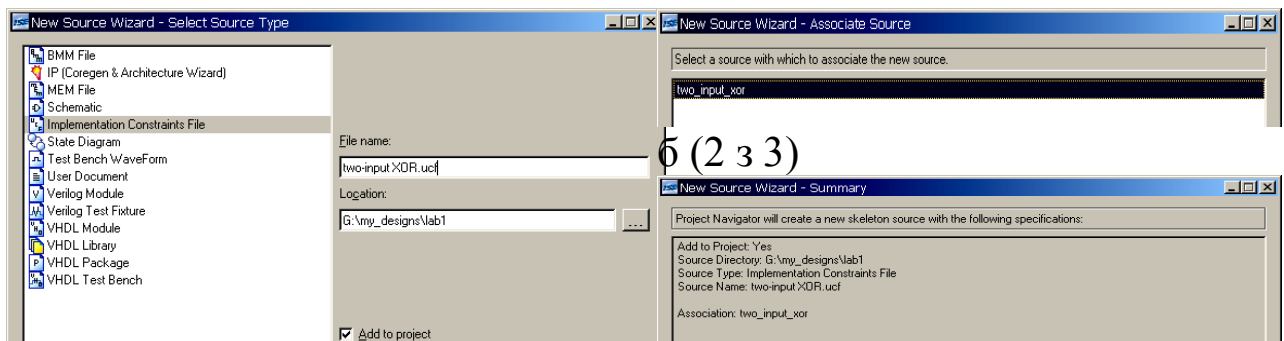 New Source Wizard - Select Source Type
BMM File
IP (Coregen & Architecture Wizard)
MEM File
Schematic
Implementation Constraints File
State Diagram
Test Bench WaveForm
User Document
Verilog Module
Verilog Test Fixture
VHDL Module
VHDL Library
VHDL Package
VHDL Test Bench
File name:
two-input XOR.ucf
Location:
G:\my_designs\lab1
...
Add to project
New Source Wizard - Associate Source
Select a source with which to associate the new source.
two_input_xor
б (2 з 3)
New Source Wizard - Summary
Project Navigator will create a new skeleton source with the following specifications:
Add to Project: Yes
Source Directory: G:\my_designs\lab1
Source Type: Implementation Constraints File
Source Name: two-input XOR.ucf
Association: two_input_xor